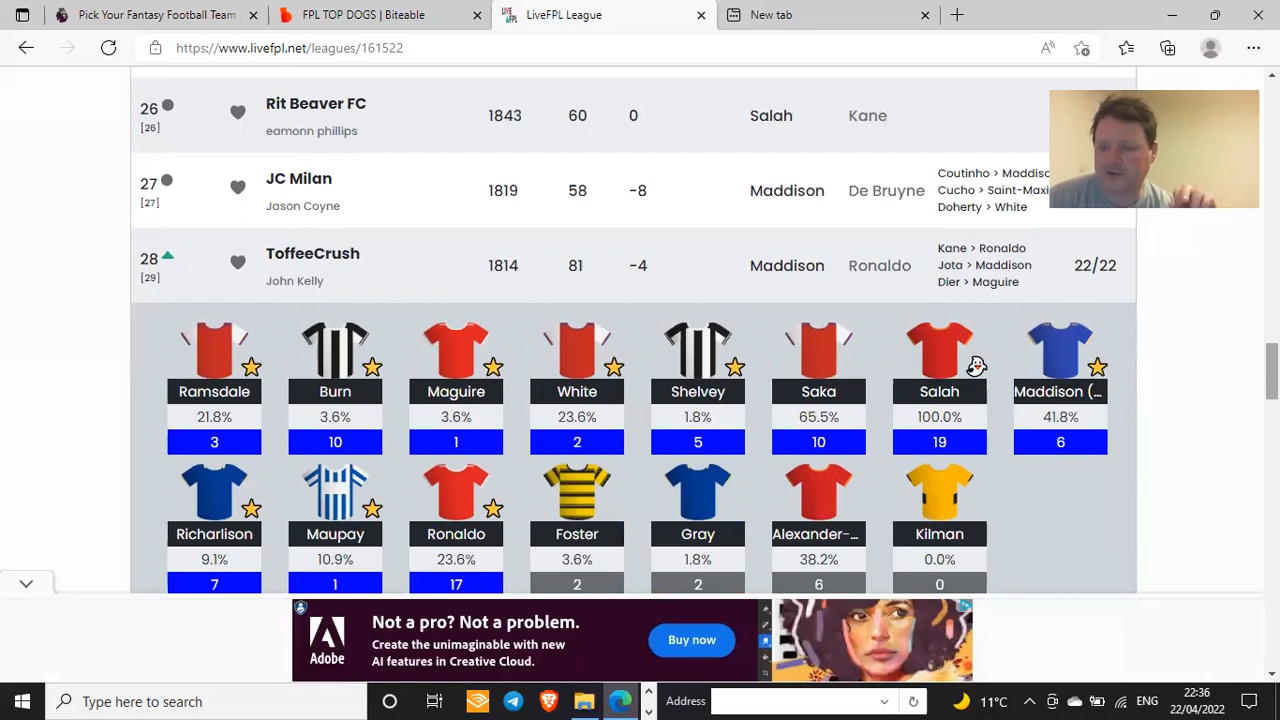 Pick Your Fantasy Football Team
FPL TOP DOGS | Biteable
LiveFPL League
New tab
https://www.livefpl.net/leagues/161522
26 Rit Beaver FC 1843 60 0 Salah Kane
[26] eamonn phillips
27 JC Milan 1819 58 -8 Maddison De Bruyne
[27] Jason Coyne
Coutinho > Maddiso
Cucho > Saint-Maxi
Doherty > White
28 ToffeeCrush 1814 81 -4 Maddison Ronaldo 22/22
[29] John Kelly
Kane > Ronaldo
Jota > Maddison
Dier > Maguire
Ramsdale Burn Maguire White Shelvey Saka Salah Maddison (...
21.8% 3.6% 3.6% 23.6% 1.8% 65.5% 100.0% 41.8%
3 10 1 2 5 10 19 6
Richarlison Maupay Ronaldo Foster Gray Alexander-... Kilman
9.1% 10.9% 23.6% 3.6% 1.8% 38.2% 0.0%
7 1 17 2 2 6 0
Adobe
Not a pro? Not a problem.
Create the unimaginable with new
AI features in Creative Cloud.
Buy now
Type here to search
Address
11°C
ENG
22:36
22/04/2022